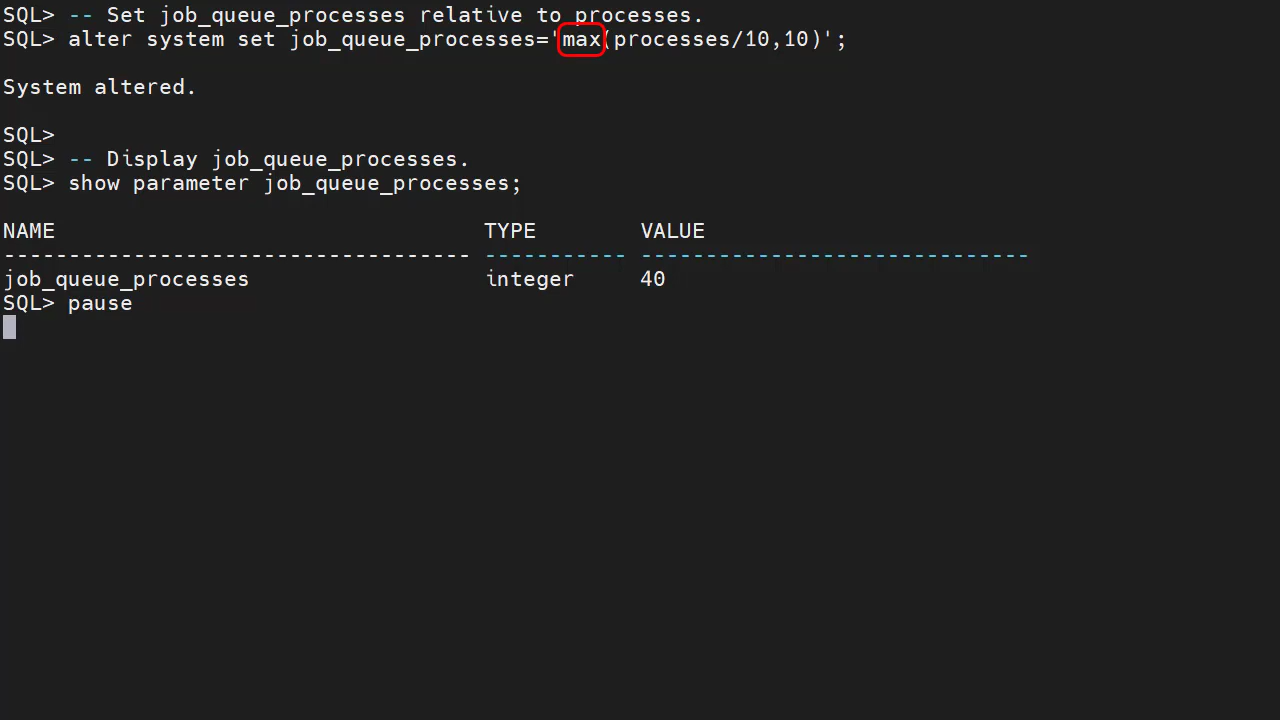 SQL> -- Set job_queue_processes relative to processes.
SQL> alter system set job_queue_processes='max(processes/10,10)';
System altered.
SQL>
SQL> -- Display job_queue_processes.
SQL> show parameter job_queue_processes;
NAME                                 TYPE        VALUE
------------------------------------ ----------- ------------------------------
job_queue_processes                  integer     40
SQL> pause